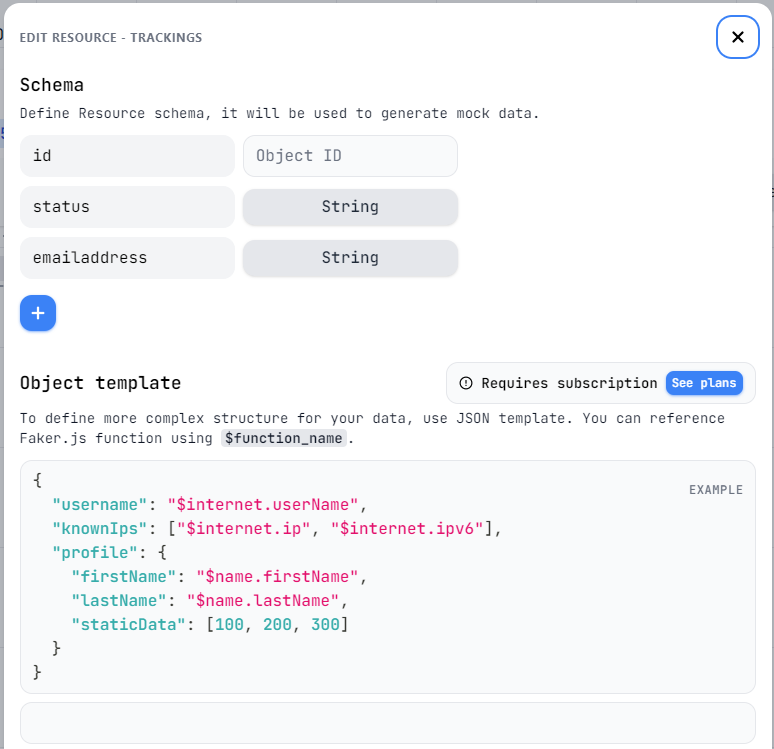 EDIT RESOURCE - TRACKINGS
Schema
Define Resource schema, it will be used to generate mock data.
id Object ID
status String
emailaddress String
+
Object template
Requires subscription See plans
To define more complex structure for your data, use JSON template. You can reference
Faker.js function using $function_name.
EXAMPLE
{
  "username": "$internet.userName",
  "knownIps": ["$internet.ip", "$internet.ipv6"],
  "profile": {
    "firstName": "$name.firstName",
    "lastName": "$name.lastName",
    "staticData": [100, 200, 300]
  }
}